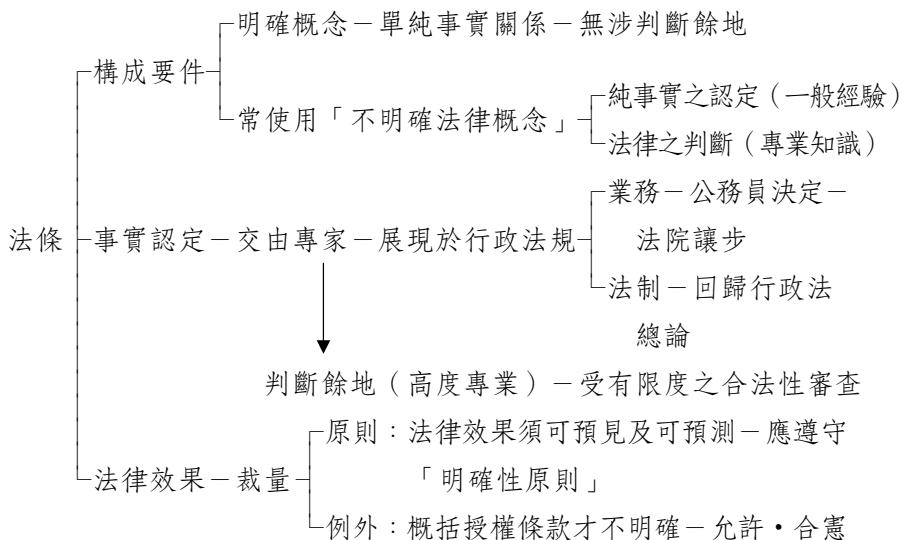 明確概念－單純事實關係－無涉判斷餘地
構成要件
純事實之認定（一般經驗）
常使用「不明確法律概念」
法律之判斷（專業知識）
業務－公務員決定－
法條 事實認定－交由專家－展現於行政法規
法院讓步
法制－回歸行政法
總論
判斷餘地（高度專業）－受有限度之合法性審查
原則：法律效果須可預見及可預測－應遵守
法律效果－裁量
「明確性原則」
例外：概括授權條款才不明確－允許・合憲